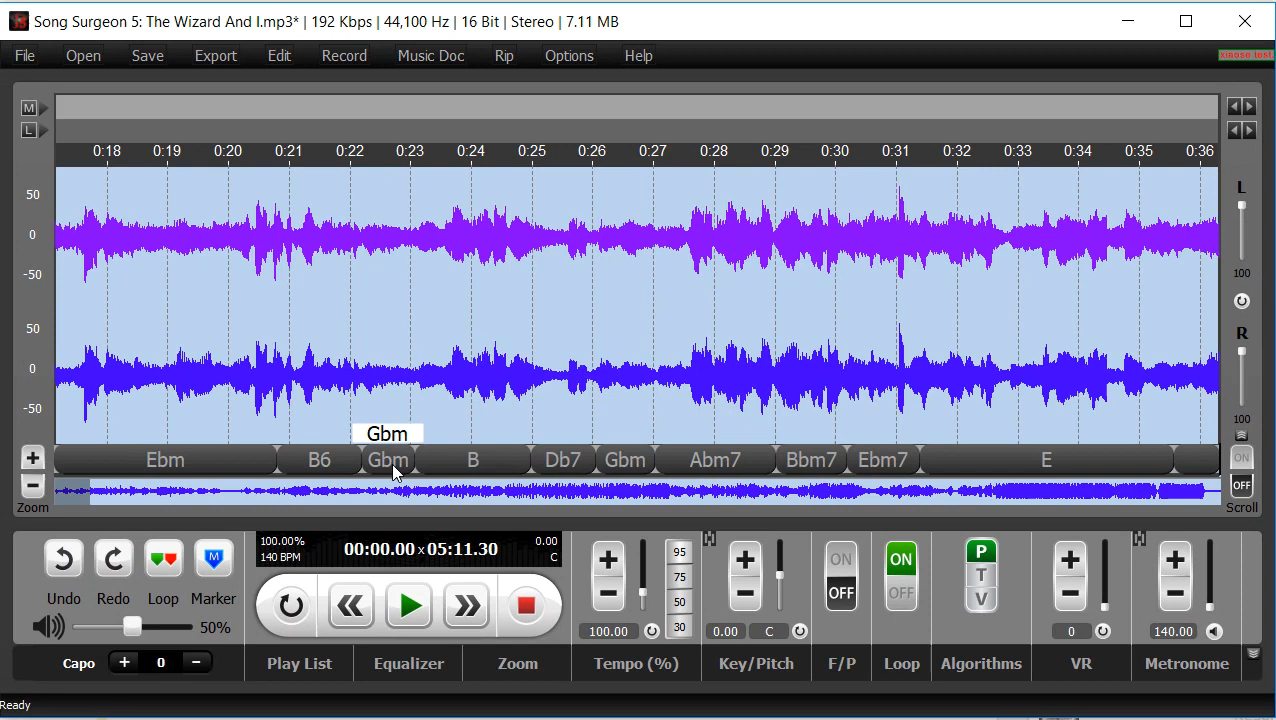 Song Surgeon 5: The Wizard And I.mp3* | 192 Kbps | 44,100 Hz | 16 Bit | Stereo | 7.11 MB
File Open Save Export Edit Record Music Doc Rip Options Help
M
L
0:18 0:19 0:20 0:21 0:22 0:23 0:24 0:25 0:26 0:27 0:28 0:29 0:30 0:31 0:32 0:33 0:34 0:35 0:36
50
0
-50
50
0
-50
L
100
R
100
Gbm
Ebm B6 Gbm B Db7 Gbm Abm7 Bbm7 Ebm7 E
ON
OFF
Zoom
Scroll
100.00%
140 BPM
00:00.00 x 05:11.30
0.00
C
M
Undo Redo Loop Marker
50%
95
75
50
30
ON
OFF
ON
OFF
P
T
V
100.00
0.00
C
0
140.00
Capo + 0 −
Play List Equalizer Zoom Tempo (%) Key/Pitch F/P Loop Algorithms VR Metronome
Ready